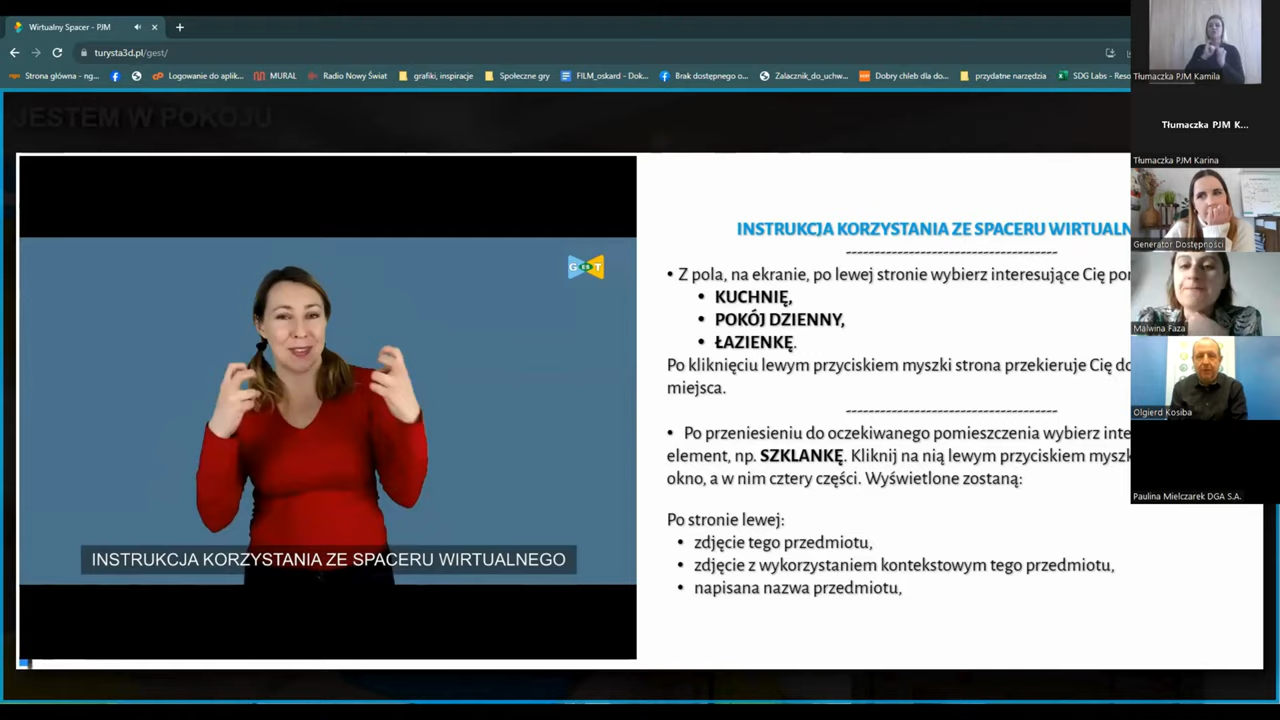 Wirtualny Spacer - PJM
turysta3d.pl/gest/
Strona główna - ng...
Logowanie do aplik...
MURAL
Radio Nowy Świat
grafiki, inspiracje
Społeczne gry
FILM_oskard - Dok...
Brak dostępnego o...
Zalacznik_do_uchw...
Dobry chleb dla do...
przydatne narzędzia
SDG Labs - Reso
JESTEM W POKOJU
GEST
INSTRUKCJA KORZYSTANIA ZE SPACERU WIRTUALNEGO
INSTRUKCJA KORZYSTANIA ZE SPACERU WIRTUALN
------------------------------------
• Z pola, na ekranie, po lewej stronie wybierz interesujące Cię po
• KUCHNIĘ,
• POKÓJ DZIENNY,
• ŁAZIENKĘ.
Po kliknięciu lewym przyciskiem myszki strona przekieruje Cię do
miejsca.
------------------------------------
• Po przeniesieniu do oczekiwanego pomieszczenia wybierz inte
element, np. SZKLANKĘ. Kliknij na nią lewym przyciskiem myszk
okno, a w nim cztery części. Wyświetlone zostaną:
Po stronie lewej:
• zdjęcie tego przedmiotu,
• zdjęcie z wykorzystaniem kontekstowym tego przedmiotu,
• napisana nazwa przedmiotu,
Tłumaczka PJM Kamila
Tłumaczka PJM K...
Tłumaczka PJM Karina
Generator Dostępności
Malwina Faza
Olgierd Kosiba
Paulina Mielczarek DGA S.A.